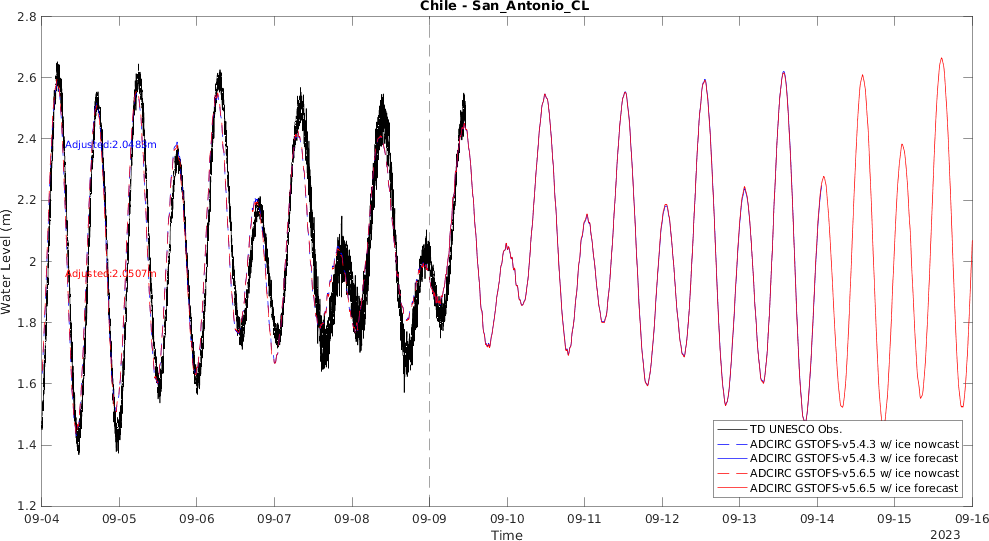 Chile - San_Antonio_CL
Water Level (m)
2.8
2.6
2.4
2.2
2
1.8
1.6
1.4
1.2
Adjusted:2.0483m
Adjusted:2.0507m
TD UNESCO Obs.
ADCIRC GSTOFS-v5.4.3 w/ ice nowcast
ADCIRC GSTOFS-v5.4.3 w/ ice forecast
ADCIRC GSTOFS-v5.6.5 w/ ice nowcast
ADCIRC GSTOFS-v5.6.5 w/ ice forecast
09-04 09-05 09-06 09-07 09-08 09-09 09-10 09-11 09-12 09-13 09-14 09-15 09-16
Time
2023